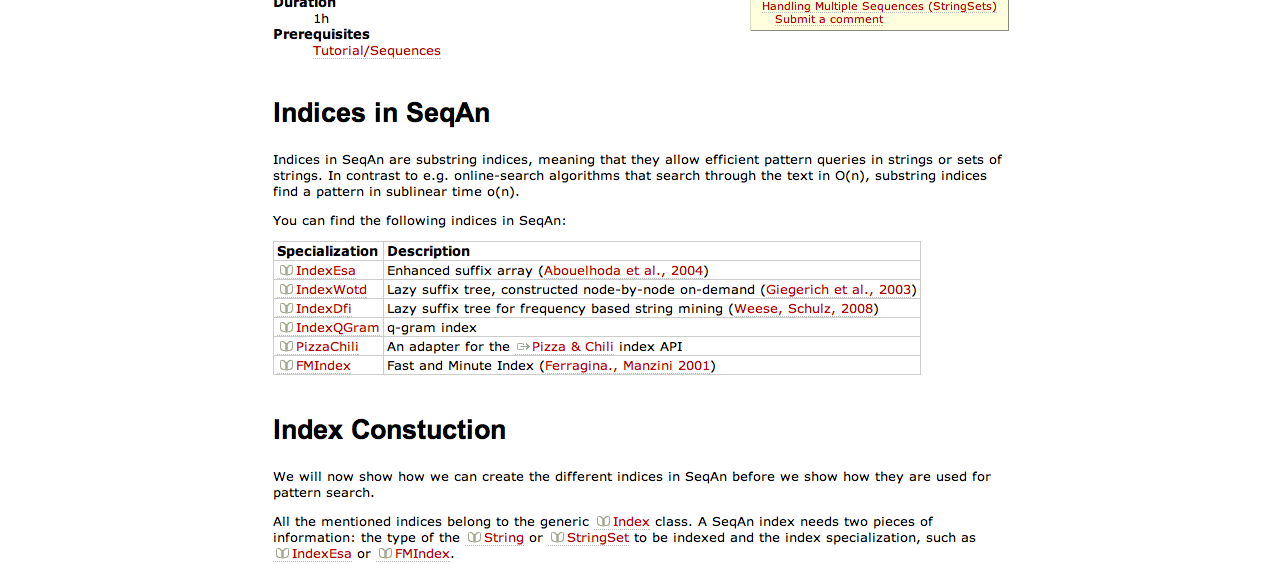 Duration
1h
Prerequisites
Tutorial/Sequences
Handling Multiple Sequences (StringSets)
Submit a comment
Indices in SeqAn
Indices in SeqAn are substring indices, meaning that they allow efficient pattern queries in strings or sets of
strings. In contrast to e.g. online-search algorithms that search through the text in O(n), substring indices
find a pattern in sublinear time o(n).
You can find the following indices in SeqAn:
Specialization Description
IndexEsa Enhanced suffix array (Abouelhoda et al., 2004)
IndexWotd Lazy suffix tree, constructed node-by-node on-demand (Giegerich et al., 2003)
IndexDfi Lazy suffix tree for frequency based string mining (Weese, Schulz, 2008)
IndexQGram q-gram index
PizzaChili An adapter for the Pizza & Chili index API
FMIndex Fast and Minute Index (Ferragina., Manzini 2001)
Index Constuction
We will now show how we can create the different indices in SeqAn before we show how they are used for
pattern search.
All the mentioned indices belong to the generic Index class. A SeqAn index needs two pieces of
information: the type of the String or StringSet to be indexed and the index specialization, such as
IndexEsa or FMIndex.